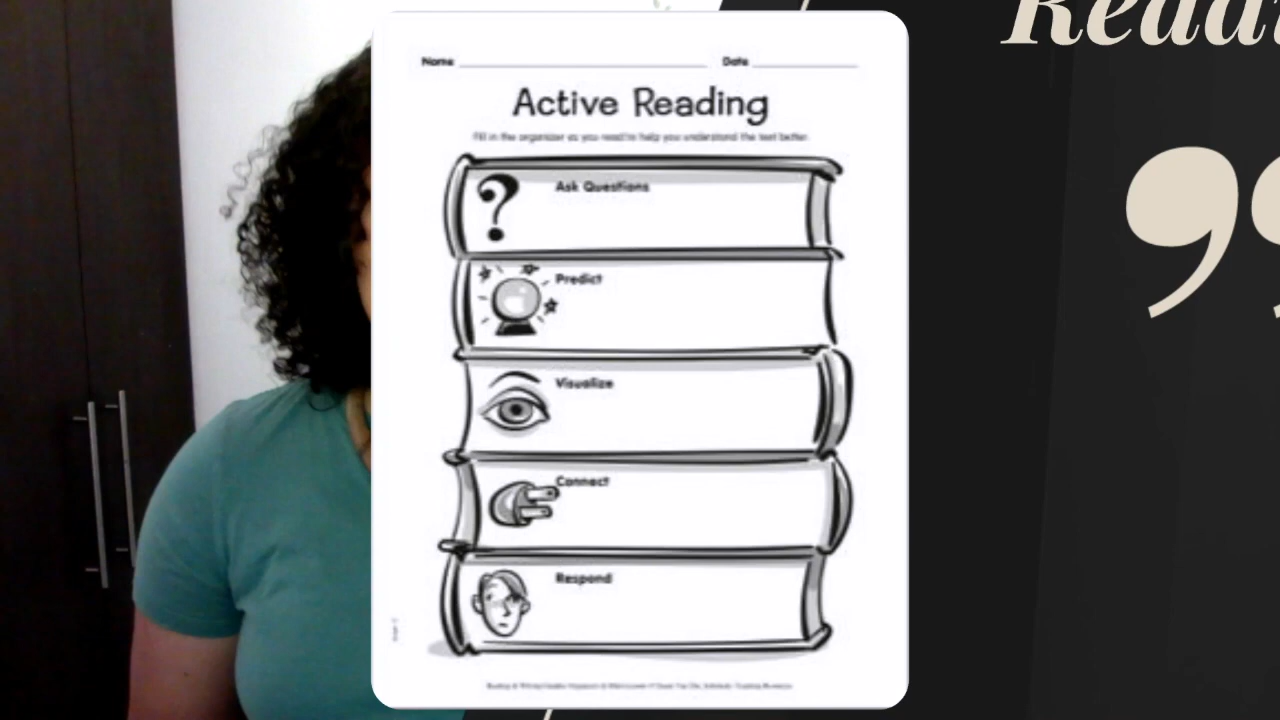 Name Date
Active Reading
Fill in the organizer as you read to help you understand the text better.
Ask Questions
Predict
Visualize
Connect
Respond